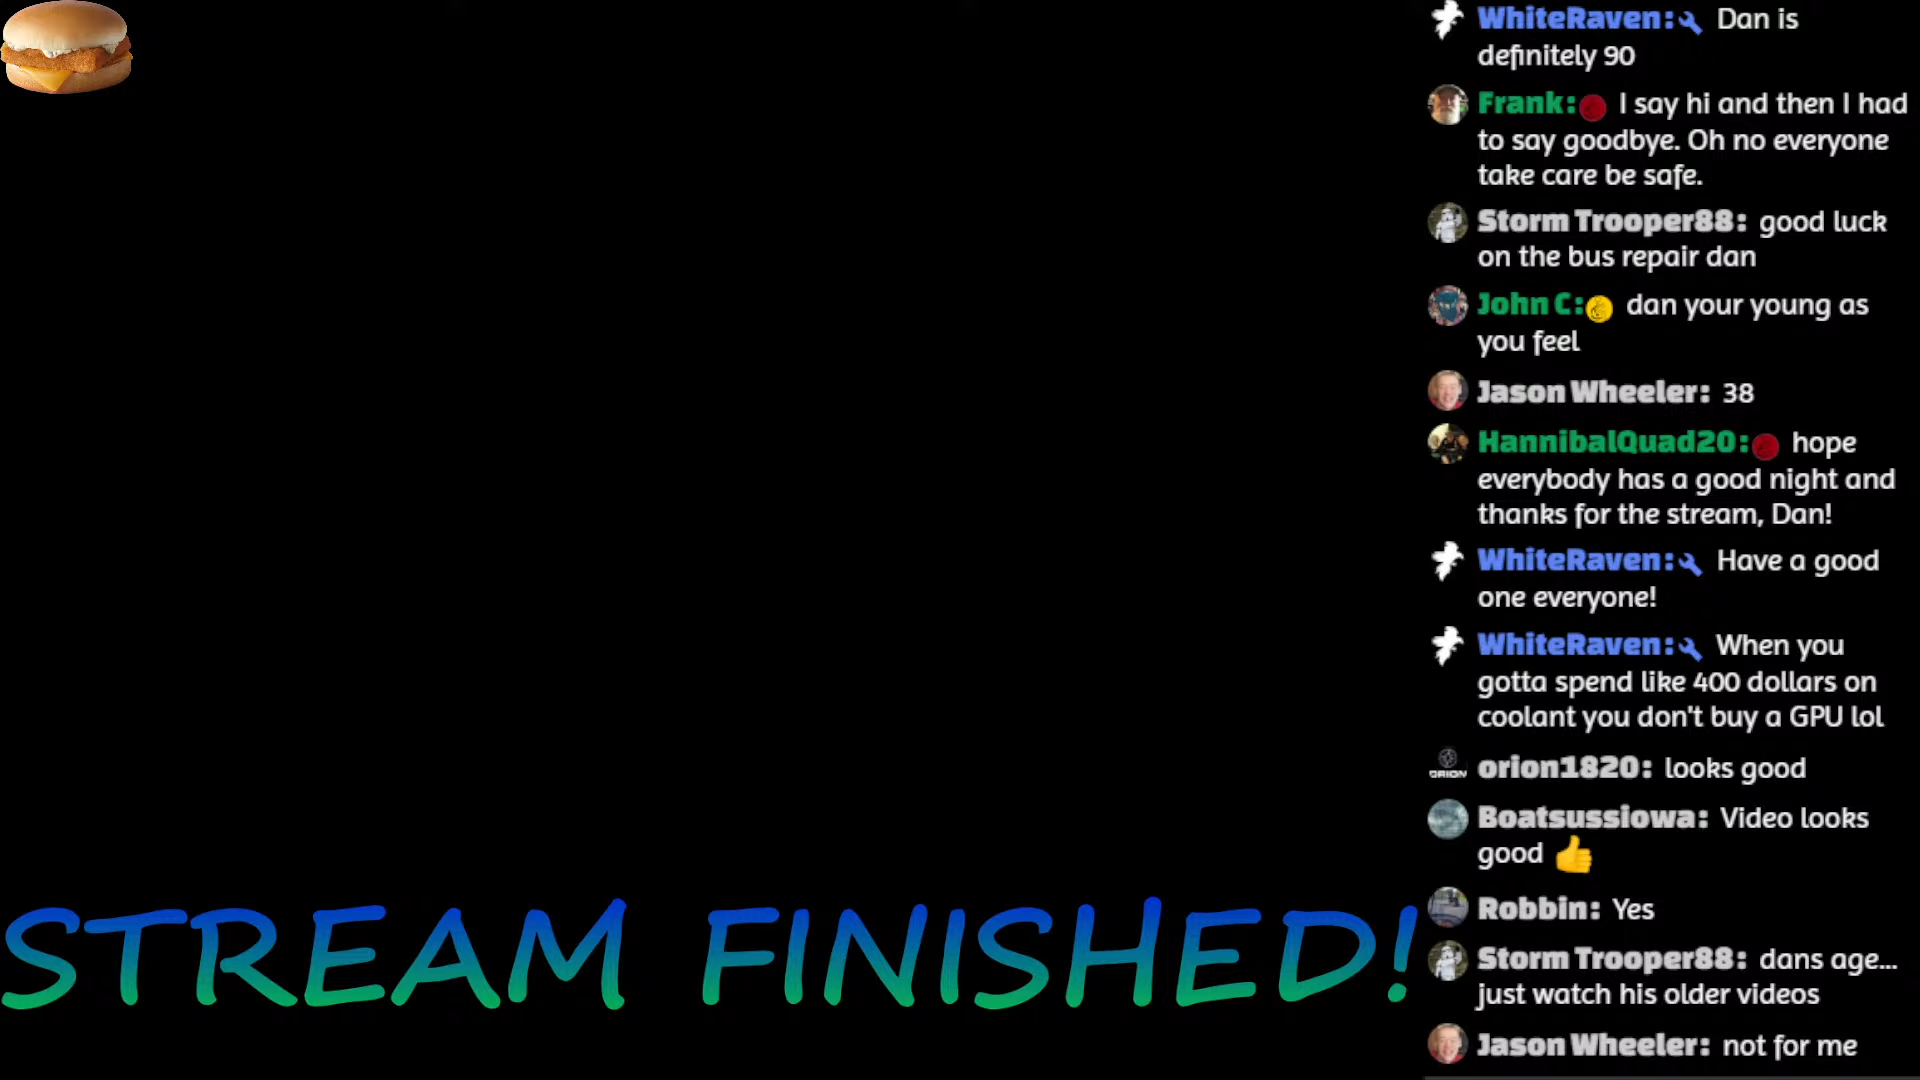 WhiteRaven: Dan is
definitely 90
Frank: I say hi and then I had
to say goodbye. Oh no everyone
take care be safe.
Storm Trooper88: good luck
on the bus repair dan
John C: dan your young as
you feel
Jason Wheeler: 38
HannibalQuad20: hope
everybody has a good night and
thanks for the stream, Dan!
WhiteRaven: Have a good
one everyone!
WhiteRaven: When you
gotta spend like 400 dollars on
coolant you don't buy a GPU lol
ORION
orion1820: looks good
Boatsussiowa: Video looks
good 👍
Robbin: Yes
Storm Trooper88: dans age...
just watch his older videos
Jason Wheeler: not for me
STREAM FINISHED!